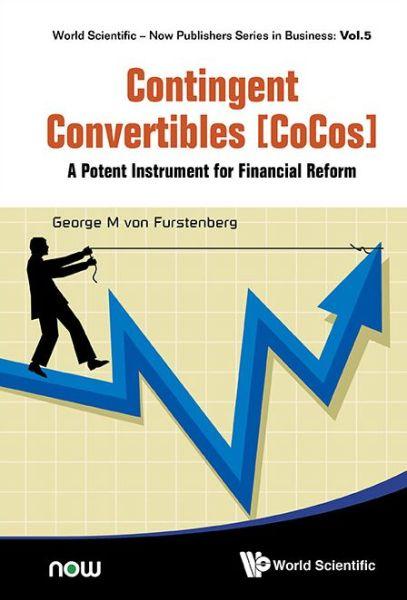 World Scientific – Now Publishers Series in Business: Vol.5
Contingent
Convertibles [CoCos]
A Potent Instrument for Financial Reform
George M von Furstenberg
now
World Scientific